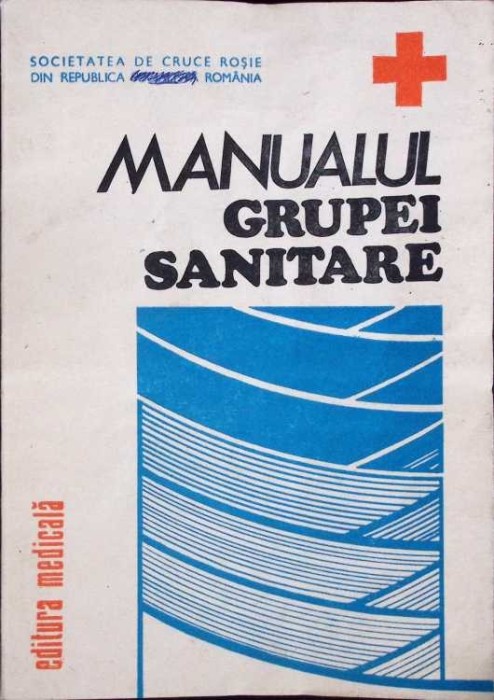 SOCIETATEA DE CRUCE ROȘIE
DIN REPUBLICA ROMÂNIA
MANUALUL
GRUPEI
SANITARE
editura medicală